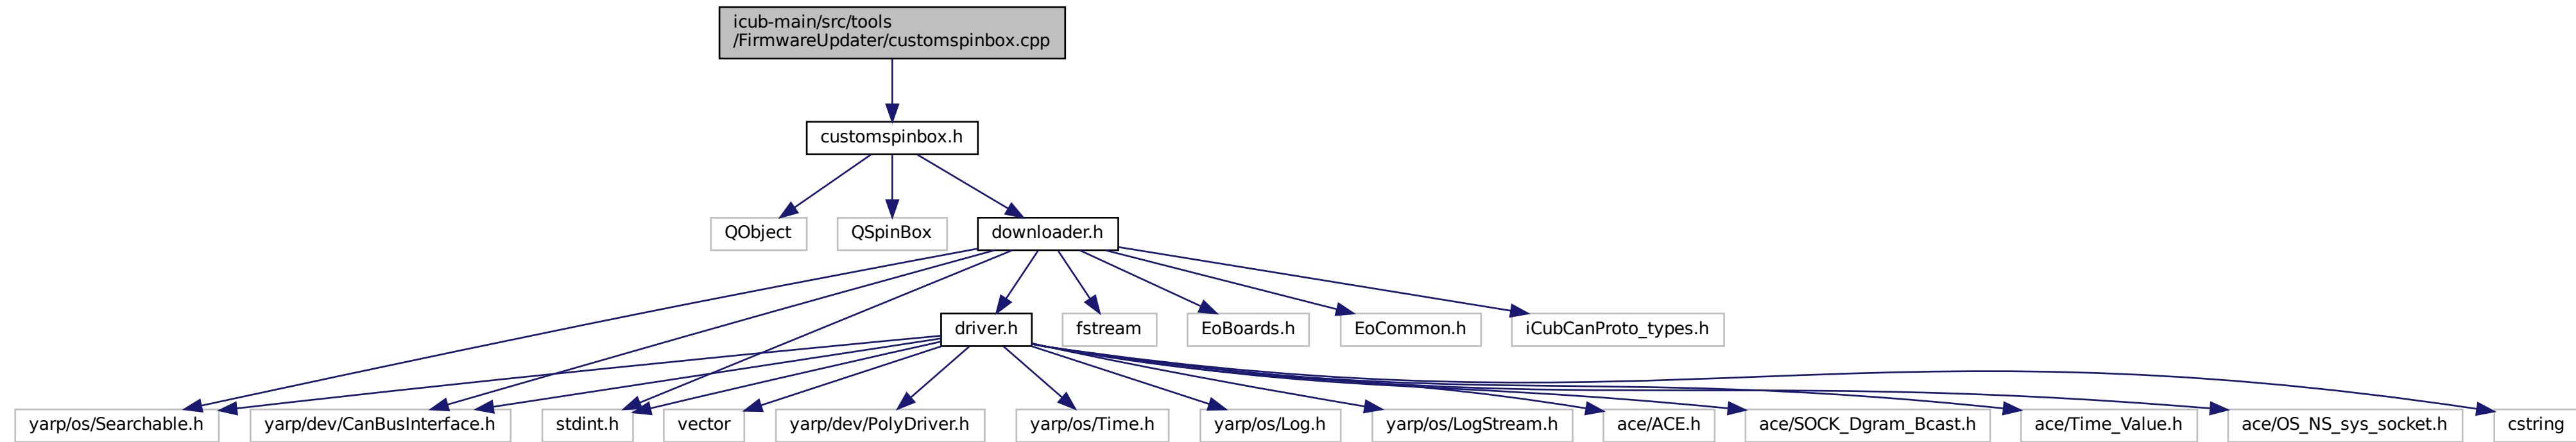 icub-main/src/tools
/FirmwareUpdater/customspinbox.cpp
customspinbox.h
QObject
QSpinBox
downloader.h
driver.h
fstream
EoBoards.h
EoCommon.h
iCubCanProto_types.h
yarp/os/Searchable.h
yarp/dev/CanBusInterface.h
stdint.h
vector
yarp/dev/PolyDriver.h
yarp/os/Time.h
yarp/os/Log.h
yarp/os/LogStream.h
ace/ACE.h
ace/SOCK_Dgram_Bcast.h
ace/Time_Value.h
ace/OS_NS_sys_socket.h
cstring